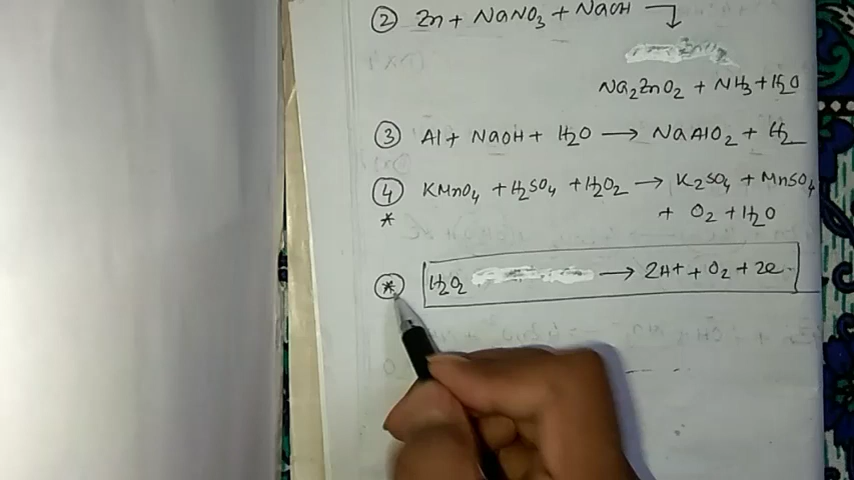 ② Zn + NaNO₃ + NaOH →
Na₂ZnO₂ + NH₃ + H₂O
③ Al + NaOH + H₂O → NaAlO₂ + H₂
④ KMnO₄ + H₂SO₄ + H₂O₂ → K₂SO₄ + MnSO₄
* + O₂ + H₂O
* H₂O₂ → 2H+ + O₂ + 2e⁻